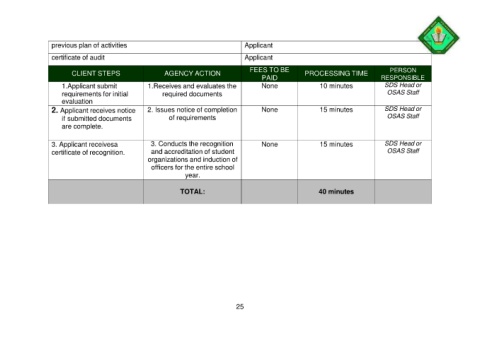 previous plan of activities Applicant
certificate of audit Applicant
CLIENT STEPS AGENCY ACTION FEES TO BE PAID PROCESSING TIME PERSON RESPONSIBLE
1.Applicant submit requirements for initial evaluation 1.Receives and evaluates the required documents None 10 minutes SDS Head or OSAS Staff
2. Applicant receives notice if submitted documents are complete. 2. Issues notice of completion of requirements None 15 minutes SDS Head or OSAS Staff
3. Applicant receivesa certificate of recognition. 3. Conducts the recognition and accreditation of student organizations and induction of officers for the entire school year. None 15 minutes SDS Head or OSAS Staff
TOTAL: 40 minutes
25